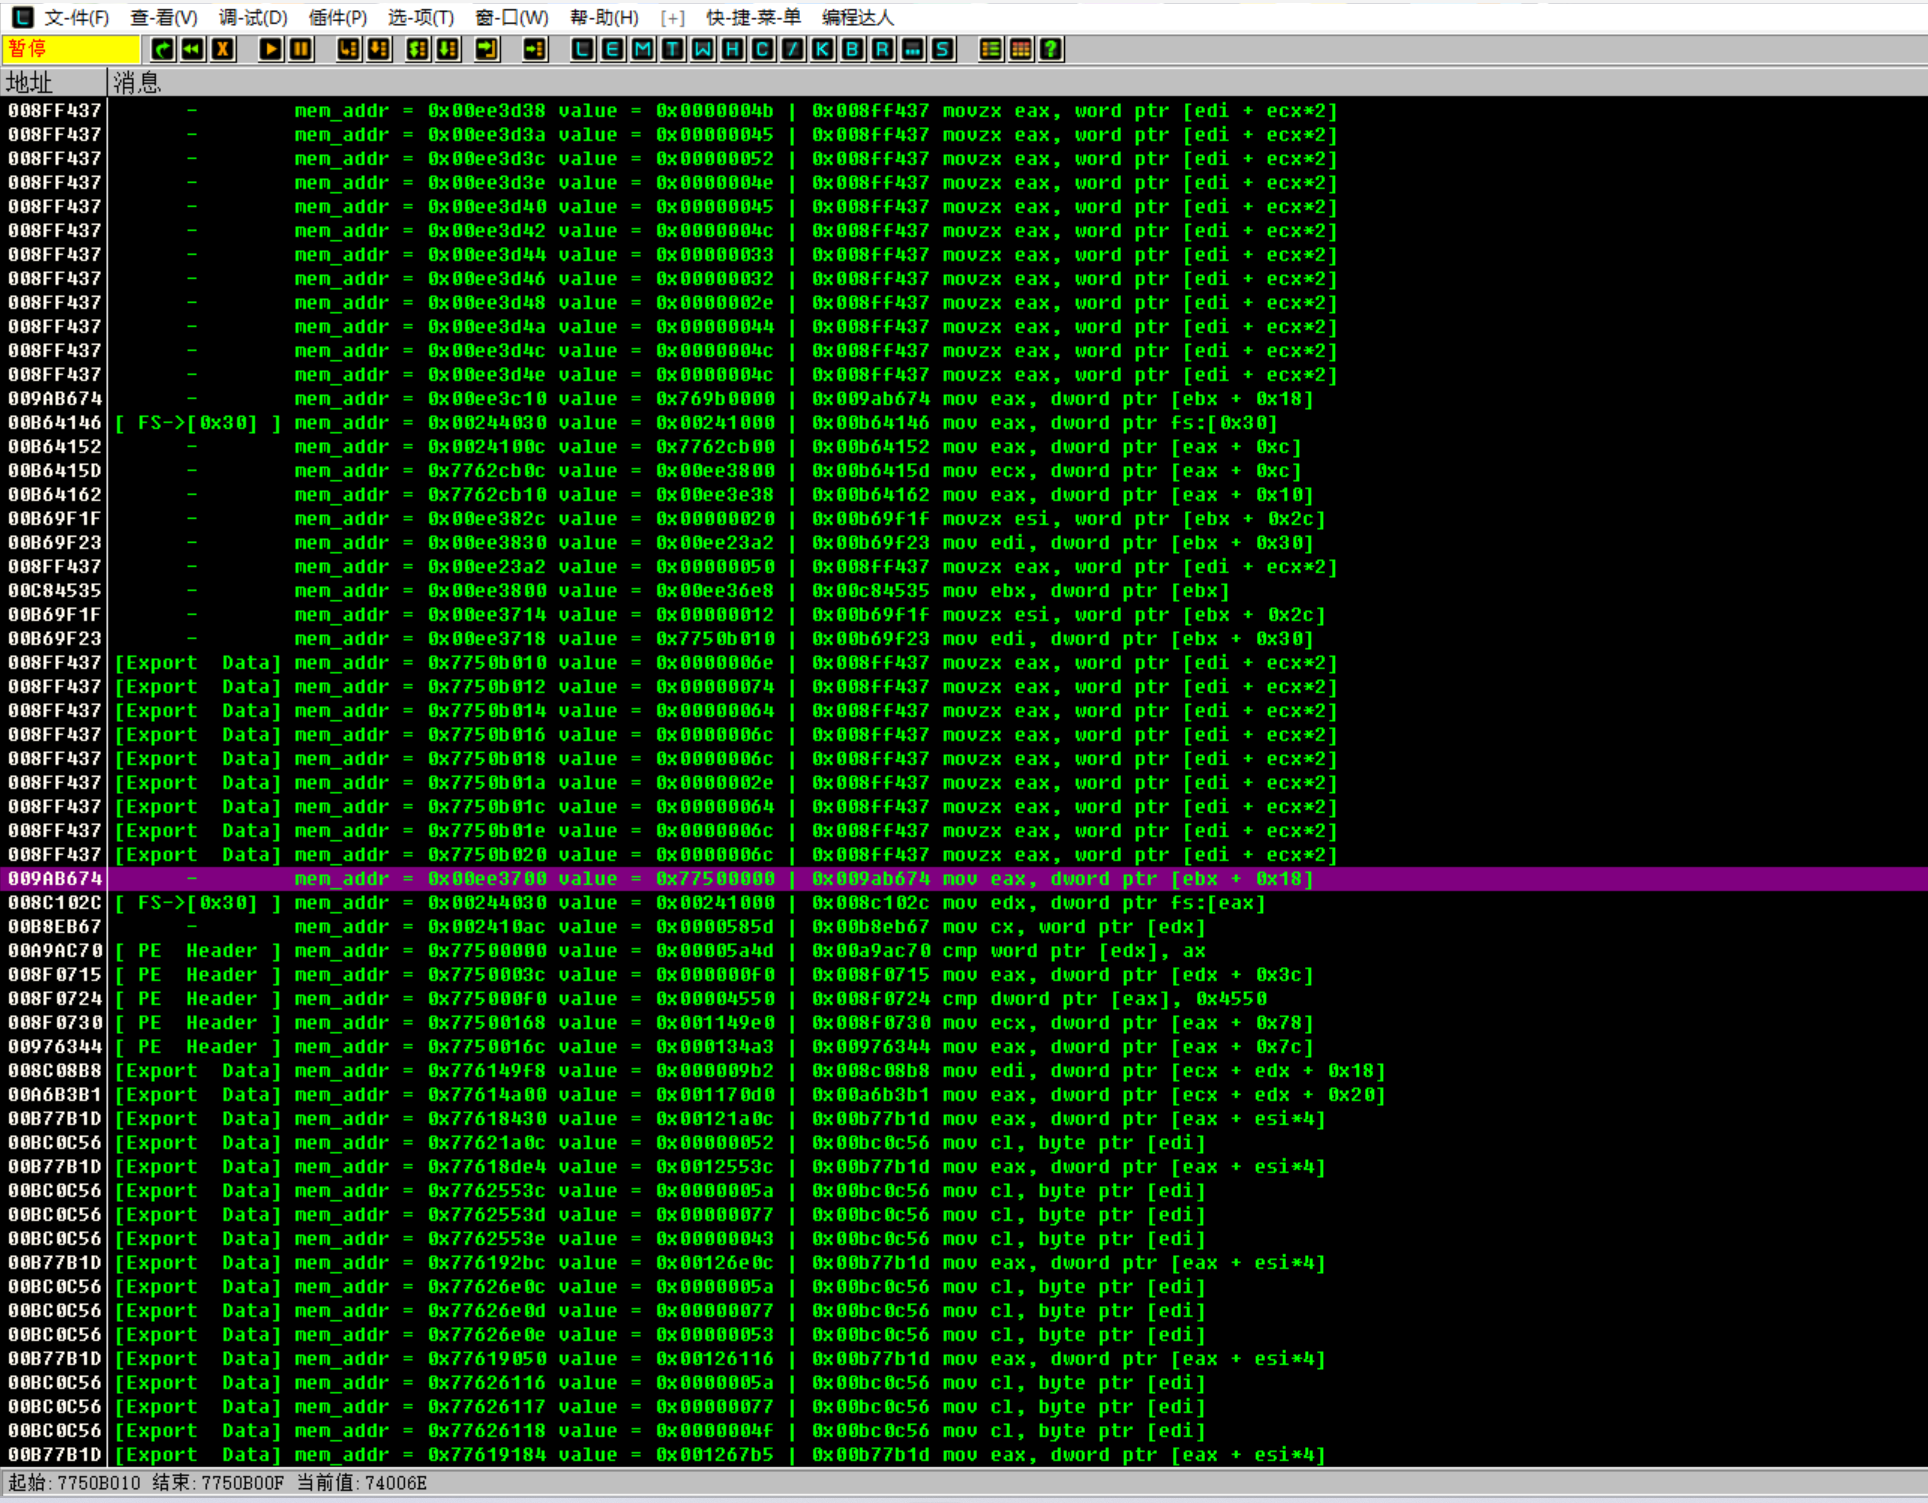 文-件(F) 查-看(V) 调-试(D) 插件(P) 选-项(T) 窗-口(W) 帮-助(H) [+] 快-捷-菜-单 编程达人
暂停 L E M T W H C / K B R ... S ?
地址 消息
008FF437 - mem_addr = 0x00ee3d38 value = 0x0000004b | 0x008ff437 movzx eax, word ptr [edi + ecx*2]
008FF437 - mem_addr = 0x00ee3d3a value = 0x00000045 | 0x008ff437 movzx eax, word ptr [edi + ecx*2]
008FF437 - mem_addr = 0x00ee3d3c value = 0x00000052 | 0x008ff437 movzx eax, word ptr [edi + ecx*2]
008FF437 - mem_addr = 0x00ee3d3e value = 0x0000004e | 0x008ff437 movzx eax, word ptr [edi + ecx*2]
008FF437 - mem_addr = 0x00ee3d40 value = 0x00000045 | 0x008ff437 movzx eax, word ptr [edi + ecx*2]
008FF437 - mem_addr = 0x00ee3d42 value = 0x0000004c | 0x008ff437 movzx eax, word ptr [edi + ecx*2]
008FF437 - mem_addr = 0x00ee3d44 value = 0x00000033 | 0x008ff437 movzx eax, word ptr [edi + ecx*2]
008FF437 - mem_addr = 0x00ee3d46 value = 0x00000032 | 0x008ff437 movzx eax, word ptr [edi + ecx*2]
008FF437 - mem_addr = 0x00ee3d48 value = 0x0000002e | 0x008ff437 movzx eax, word ptr [edi + ecx*2]
008FF437 - mem_addr = 0x00ee3d4a value = 0x00000044 | 0x008ff437 movzx eax, word ptr [edi + ecx*2]
008FF437 - mem_addr = 0x00ee3d4c value = 0x0000004c | 0x008ff437 movzx eax, word ptr [edi + ecx*2]
008FF437 - mem_addr = 0x00ee3d4e value = 0x0000004c | 0x008ff437 movzx eax, word ptr [edi + ecx*2]
009AB674 - mem_addr = 0x00ee3c10 value = 0x769b0000 | 0x009ab674 mov eax, dword ptr [ebx + 0x18]
00B64146 [ FS->[0x30] ] mem_addr = 0x00244030 value = 0x00241000 | 0x00b64146 mov eax, dword ptr fs:[0x30]
00B64152 - mem_addr = 0x0024100c value = 0x7762cb00 | 0x00b64152 mov eax, dword ptr [eax + 0xc]
00B6415D - mem_addr = 0x7762cb0c value = 0x00ee3800 | 0x00b6415d mov ecx, dword ptr [eax + 0xc]
00B64162 - mem_addr = 0x7762cb10 value = 0x00ee3e38 | 0x00b64162 mov eax, dword ptr [eax + 0x10]
00B69F1F - mem_addr = 0x00ee382c value = 0x00000020 | 0x00b69f1f movzx esi, word ptr [ebx + 0x2c]
00B69F23 - mem_addr = 0x00ee3830 value = 0x00ee23a2 | 0x00b69f23 mov edi, dword ptr [ebx + 0x30]
008FF437 - mem_addr = 0x00ee23a2 value = 0x00000050 | 0x008ff437 movzx eax, word ptr [edi + ecx*2]
00C84535 - mem_addr = 0x00ee3800 value = 0x00ee36e8 | 0x00c84535 mov ebx, dword ptr [ebx]
00B69F1F - mem_addr = 0x00ee3714 value = 0x00000012 | 0x00b69f1f movzx esi, word ptr [ebx + 0x2c]
00B69F23 - mem_addr = 0x00ee3718 value = 0x7750b010 | 0x00b69f23 mov edi, dword ptr [ebx + 0x30]
008FF437 [Export Data] mem_addr = 0x7750b010 value = 0x0000006e | 0x008ff437 movzx eax, word ptr [edi + ecx*2]
008FF437 [Export Data] mem_addr = 0x7750b012 value = 0x00000074 | 0x008ff437 movzx eax, word ptr [edi + ecx*2]
008FF437 [Export Data] mem_addr = 0x7750b014 value = 0x00000064 | 0x008ff437 movzx eax, word ptr [edi + ecx*2]
008FF437 [Export Data] mem_addr = 0x7750b016 value = 0x0000006c | 0x008ff437 movzx eax, word ptr [edi + ecx*2]
008FF437 [Export Data] mem_addr = 0x7750b018 value = 0x0000006c | 0x008ff437 movzx eax, word ptr [edi + ecx*2]
008FF437 [Export Data] mem_addr = 0x7750b01a value = 0x0000002e | 0x008ff437 movzx eax, word ptr [edi + ecx*2]
008FF437 [Export Data] mem_addr = 0x7750b01c value = 0x00000064 | 0x008ff437 movzx eax, word ptr [edi + ecx*2]
008FF437 [Export Data] mem_addr = 0x7750b01e value = 0x0000006c | 0x008ff437 movzx eax, word ptr [edi + ecx*2]
008FF437 [Export Data] mem_addr = 0x7750b020 value = 0x0000006c | 0x008ff437 movzx eax, word ptr [edi + ecx*2]
009AB674 - mem_addr = 0x00ee3700 value = 0x77500000 | 0x009ab674 mov eax, dword ptr [ebx + 0x18]
008C102C [ FS->[0x30] ] mem_addr = 0x00244030 value = 0x00241000 | 0x008c102c mov edx, dword ptr fs:[eax]
00B8EB67 - mem_addr = 0x002410ac value = 0x0000585d | 0x00b8eb67 mov cx, word ptr [edx]
00A9AC70 [ PE Header ] mem_addr = 0x77500000 value = 0x00005a4d | 0x00a9ac70 cmp word ptr [edx], ax
008F0715 [ PE Header ] mem_addr = 0x7750003c value = 0x000000f0 | 0x008f0715 mov eax, dword ptr [edx + 0x3c]
008F0724 [ PE Header ] mem_addr = 0x775000f0 value = 0x00004550 | 0x008f0724 cmp dword ptr [eax], 0x4550
008F0730 [ PE Header ] mem_addr = 0x77500168 value = 0x001149e0 | 0x008f0730 mov ecx, dword ptr [eax + 0x78]
00976344 [ PE Header ] mem_addr = 0x7750016c value = 0x000134a3 | 0x00976344 mov eax, dword ptr [eax + 0x7c]
008C08B8 [Export Data] mem_addr = 0x776149f8 value = 0x000009b2 | 0x008c08b8 mov edi, dword ptr [ecx + edx + 0x18]
00A6B3B1 [Export Data] mem_addr = 0x77614a00 value = 0x001170d0 | 0x00a6b3b1 mov eax, dword ptr [ecx + edx + 0x20]
00B77B1D [Export Data] mem_addr = 0x77618430 value = 0x00121a0c | 0x00b77b1d mov eax, dword ptr [eax + esi*4]
00BC0C56 [Export Data] mem_addr = 0x77621a0c value = 0x00000052 | 0x00bc0c56 mov cl, byte ptr [edi]
00B77B1D [Export Data] mem_addr = 0x77618de4 value = 0x0012553c | 0x00b77b1d mov eax, dword ptr [eax + esi*4]
00BC0C56 [Export Data] mem_addr = 0x7762553c value = 0x0000005a | 0x00bc0c56 mov cl, byte ptr [edi]
00BC0C56 [Export Data] mem_addr = 0x7762553d value = 0x00000077 | 0x00bc0c56 mov cl, byte ptr [edi]
00BC0C56 [Export Data] mem_addr = 0x7762553e value = 0x00000043 | 0x00bc0c56 mov cl, byte ptr [edi]
00B77B1D [Export Data] mem_addr = 0x776192bc value = 0x00126e0c | 0x00b77b1d mov eax, dword ptr [eax + esi*4]
00BC0C56 [Export Data] mem_addr = 0x77626e0c value = 0x0000005a | 0x00bc0c56 mov cl, byte ptr [edi]
00BC0C56 [Export Data] mem_addr = 0x77626e0d value = 0x00000077 | 0x00bc0c56 mov cl, byte ptr [edi]
00BC0C56 [Export Data] mem_addr = 0x77626e0e value = 0x00000053 | 0x00bc0c56 mov cl, byte ptr [edi]
00B77B1D [Export Data] mem_addr = 0x77619050 value = 0x00126116 | 0x00b77b1d mov eax, dword ptr [eax + esi*4]
00BC0C56 [Export Data] mem_addr = 0x77626116 value = 0x0000005a | 0x00bc0c56 mov cl, byte ptr [edi]
00BC0C56 [Export Data] mem_addr = 0x77626117 value = 0x00000077 | 0x00bc0c56 mov cl, byte ptr [edi]
00BC0C56 [Export Data] mem_addr = 0x77626118 value = 0x0000004f | 0x00bc0c56 mov cl, byte ptr [edi]
00B77B1D [Export Data] mem_addr = 0x77619184 value = 0x001267b5 | 0x00b77b1d mov eax, dword ptr [eax + esi*4]
起始:7750B010 结束:7750B00F 当前值:74006E